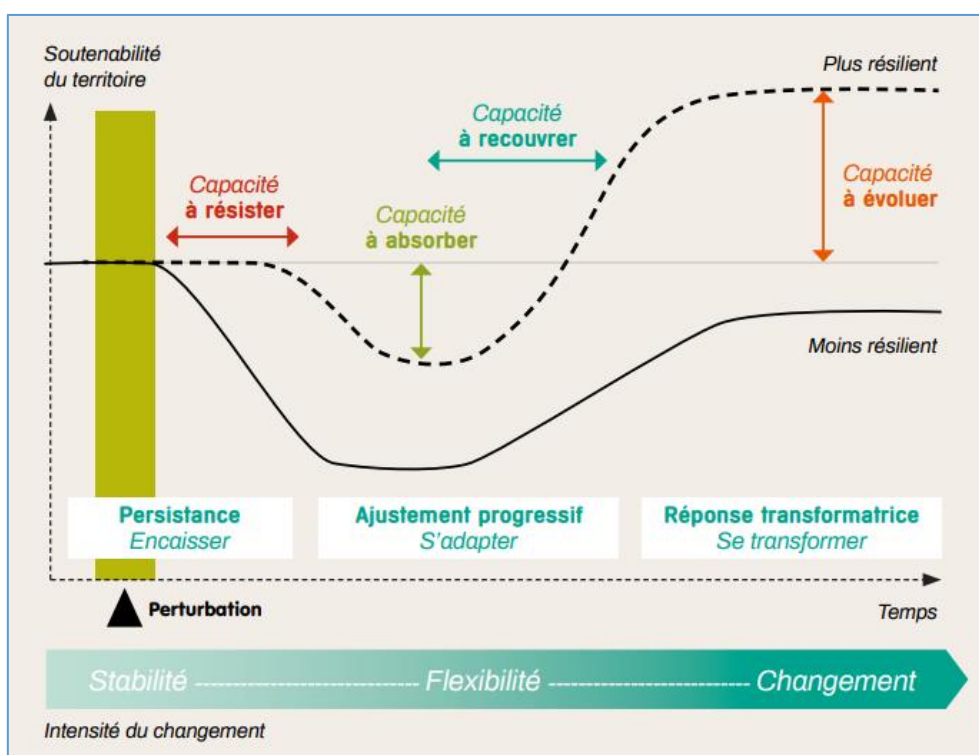 Soutenabilité
du territoire
Plus résilient
Capacité
à recouvrer
Capacité
à résister
Capacité
à absorber
Capacité
à évoluer
Moins résilient
Persistance
Encaisser
Ajustement progressif
S'adapter
Réponse transformatrice
Se transformer
Perturbation
Temps
Stabilité
Flexibilité
Changement
Intensité du changement